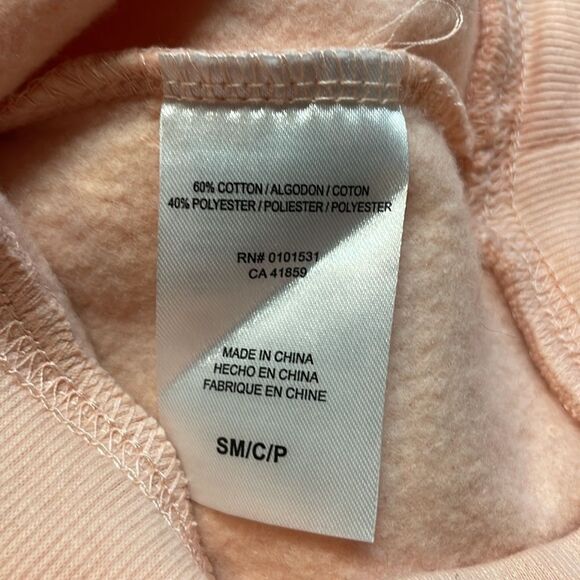 60% COTTON / ALGODON / COTON
40% POLYESTER / POLIESTER / POLYESTER
RN# 0101531
CA 41859
MADE IN CHINA
HECHO EN CHINA
FABRIQUE EN CHINE
SM/C/P